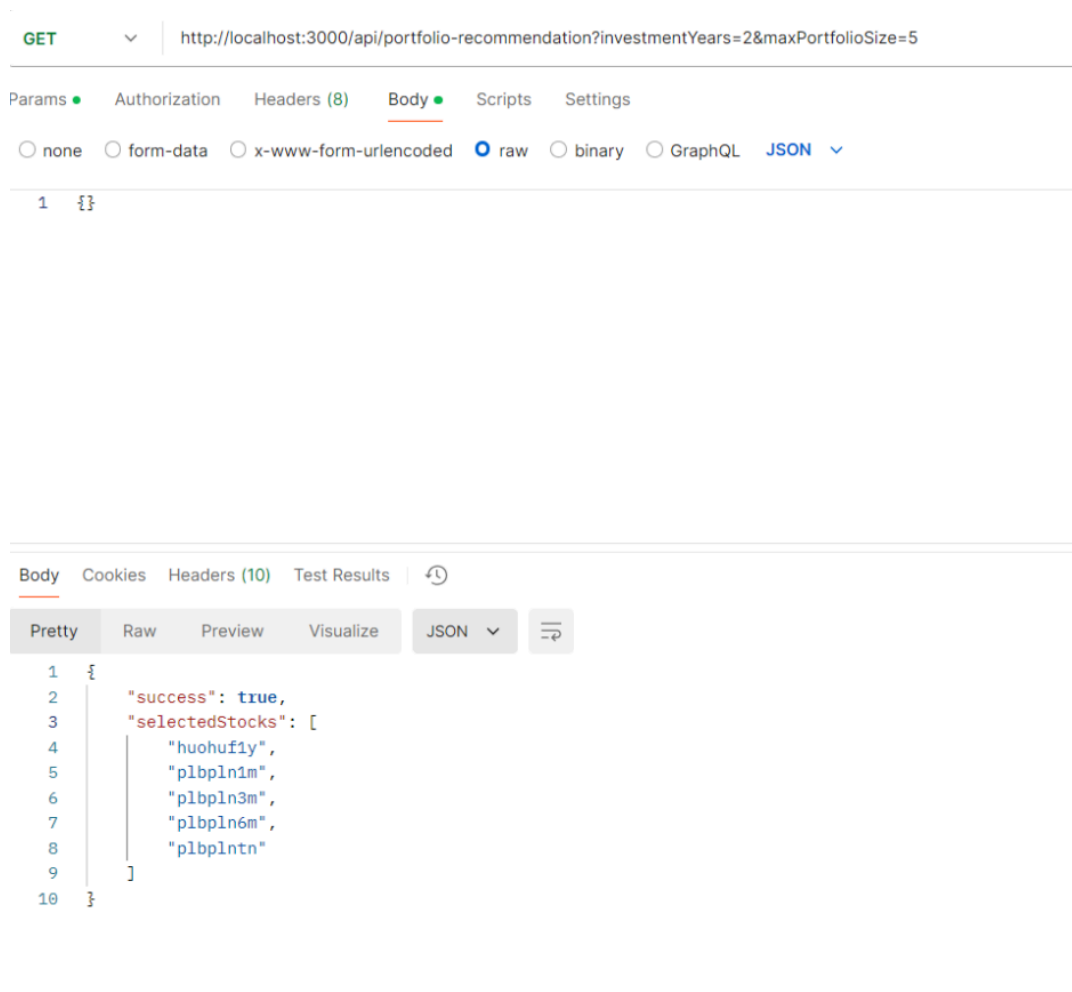 GET http://localhost:3000/api/portfolio-recommendation?investmentYears=2&maxPortfolioSize=5
Params Authorization Headers (8) Body Scripts Settings
none form-data x-www-form-urlencoded raw binary GraphQL JSON
1 {}
Body Cookies Headers (10) Test Results
Pretty Raw Preview Visualize JSON
1 {
2 "success": true,
3 "selectedStocks": [
4 "huohuf1y",
5 "plbpln1m",
6 "plbpln3m",
7 "plbpln6m",
8 "plbplntn"
9 ]
10 }